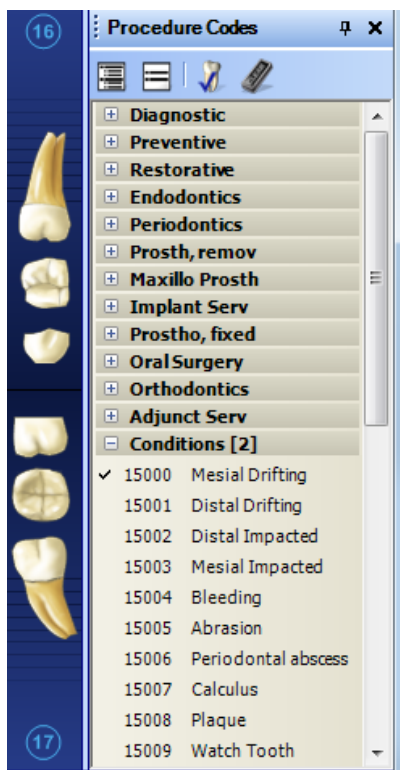 16
Procedure Codes
Diagnostic
Preventive
Restorative
Endodontics
Periodontics
Prosth, remov
Maxillo Prosth
Implant Serv
Prostho, fixed
Oral Surgery
Orthodontics
Adjunct Serv
Conditions [2]
15000 Mesial Drifting
15001 Distal Drifting
15002 Distal Impacted
15003 Mesial Impacted
15004 Bleeding
15005 Abrasion
15006 Periodontal abscess
15007 Calculus
15008 Plaque
15009 Watch Tooth
17